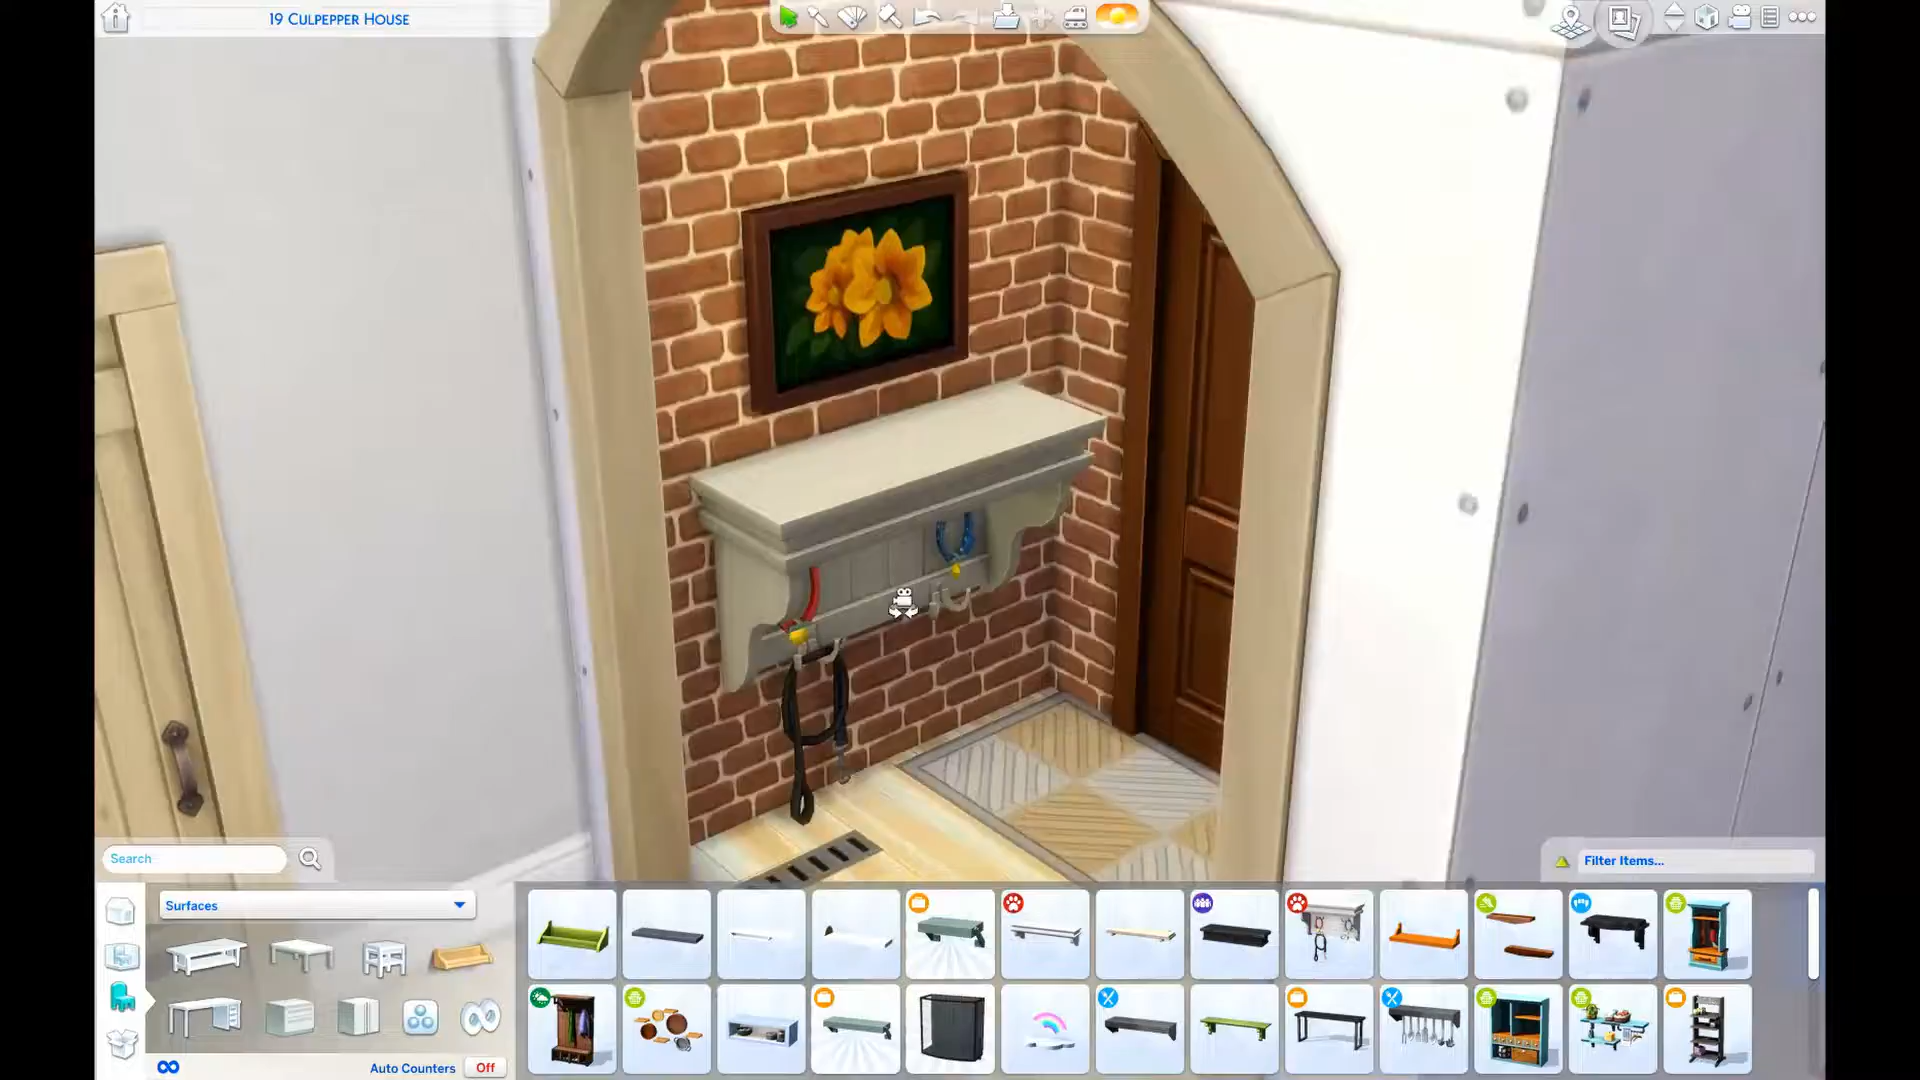 19 CULPEPPER HOUSE
Search
Filter Items...
Surfaces
Auto Counters
Off